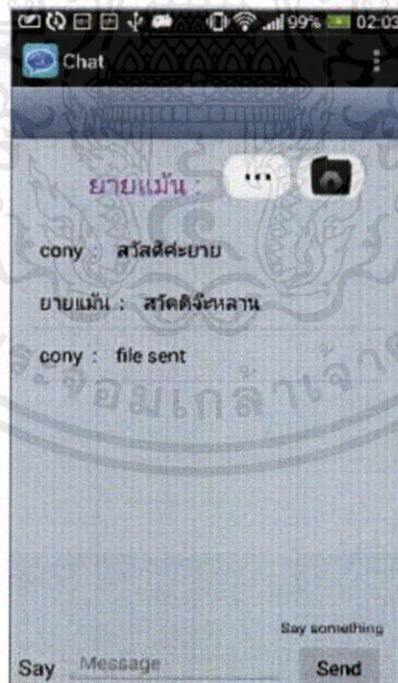 99% 02:03
Chat
ยายแม้น :
cony : สวัสดีค่ะยาย
ยายแม้น : สวัดดีจ๊ะหลาน
cony : file sent
Say something
Say Message Send